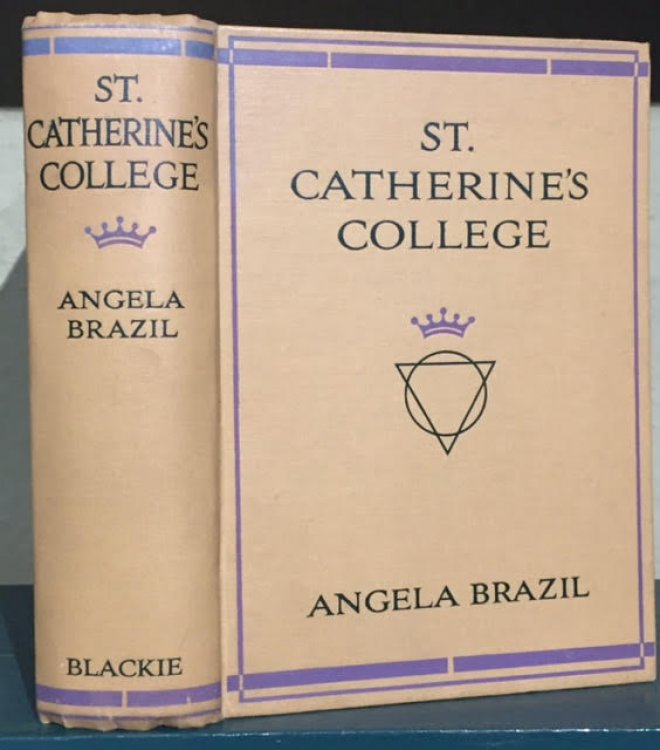 ST.
CATHERINE'S
COLLEGE
ANGELA
BRAZIL
BLACKIE
ST.
CATHERINE'S
COLLEGE
ANGELA BRAZIL